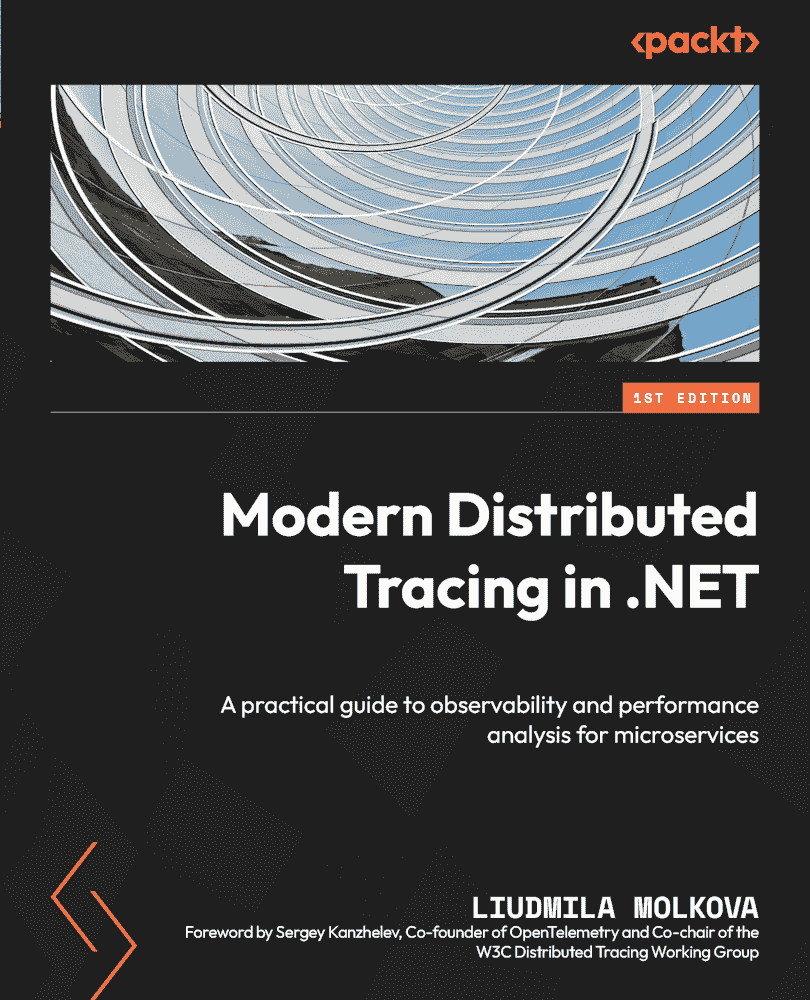 <packt>
1ST EDITION
Modern Distributed
Tracing in .NET
A practical guide to observability and performance
analysis for microservices
LIUDMILA MOLKOVA
Foreword by Sergey Kanzhelev, Co-founder of OpenTelemetry and Co-chair of the
W3C Distributed Tracing Working Group